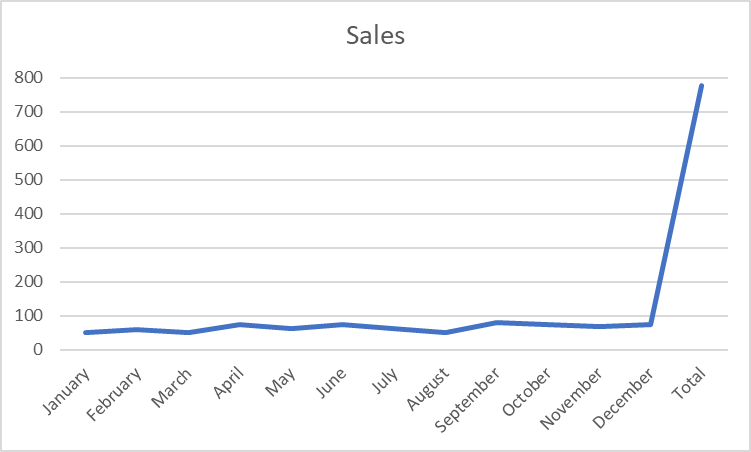 Sales
800
700
600
500
400
300
200
100
0
January
February
March
April
May
June
July
August
September
October
November
December
Total